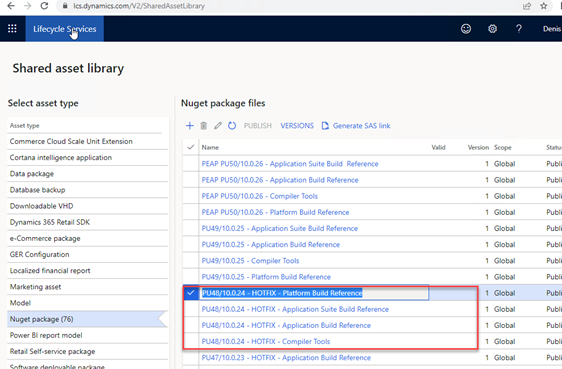 lcs.dynamics.com/V2/SharedAssetLibrary
Lifecycle Services
Denis
Shared asset library
Select asset type
Asset type
Commerce Cloud Scale Unit Extension
Cortana intelligence application
Data package
Database backup
Downloadable VHD
Dynamics 365 Retail SDK
e-Commerce package
GER Configuration
Localized financial report
Marketing asset
Model
Nuget package (76)
Power BI report model
Retail Self-service package
Software deployable package
Nuget package files
PUBLISH VERSIONS Generate SAS link
Name Valid Version Scope Statu
PEAP PU50/10.0.26 - Application Suite Build Reference 1 Global Publi
PEAP PU50/10.0.26 - Application Build Reference 1 Global Publi
PEAP PU50/10.0.26 - Compiler Tools 1 Global Publi
PEAP PU50/10.0.26 - Platform Build Reference 1 Global Publi
PU49/10.0.25 - Application Suite Build Reference 1 Global Publi
PU49/10.0.25 - Application Build Reference 1 Global Publi
PU49/10.0.25 - Compiler Tools 1 Global Publi
PU49/10.0.25 - Platform Build Reference 1 Global Publi
PU48/10.0.24 - HOTFIX - Platform Build Reference 1 Global Publi
PU48/10.0.24 - HOTFIX - Application Suite Build Reference 1 Global Publi
PU48/10.0.24 - HOTFIX - Application Build Reference 1 Global Publi
PU48/10.0.24 - HOTFIX - Compiler Tools 1 Global Publi
PU47/10.0.23 - HOTFIX - Application Build Reference 1 Global Publi